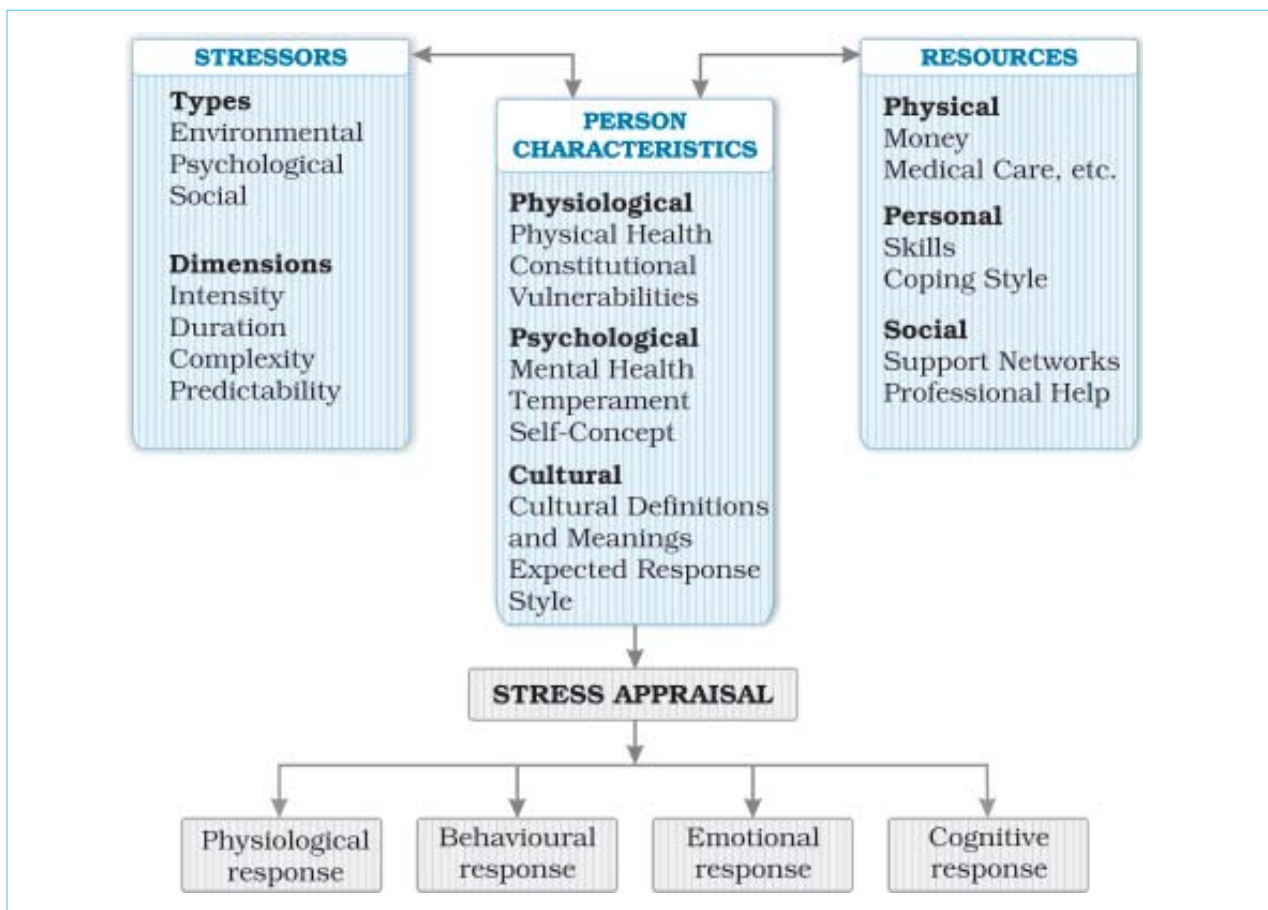 STRESSORS
Types
Environmental
Psychological
Social
Dimensions
Intensity
Duration
Complexity
Predictability
PERSON
CHARACTERISTICS
Physiological
Physical Health
Constitutional
Vulnerabilities
Psychological
Mental Health
Temperament
Self-Concept
Cultural
Cultural Definitions
and Meanings
Expected Response
Style
RESOURCES
Physical
Money
Medical Care, etc.
Personal
Skills
Coping Style
Social
Support Networks
Professional Help
STRESS APPRAISAL
Physiological
response
Behavioural
response
Emotional
response
Cognitive
response